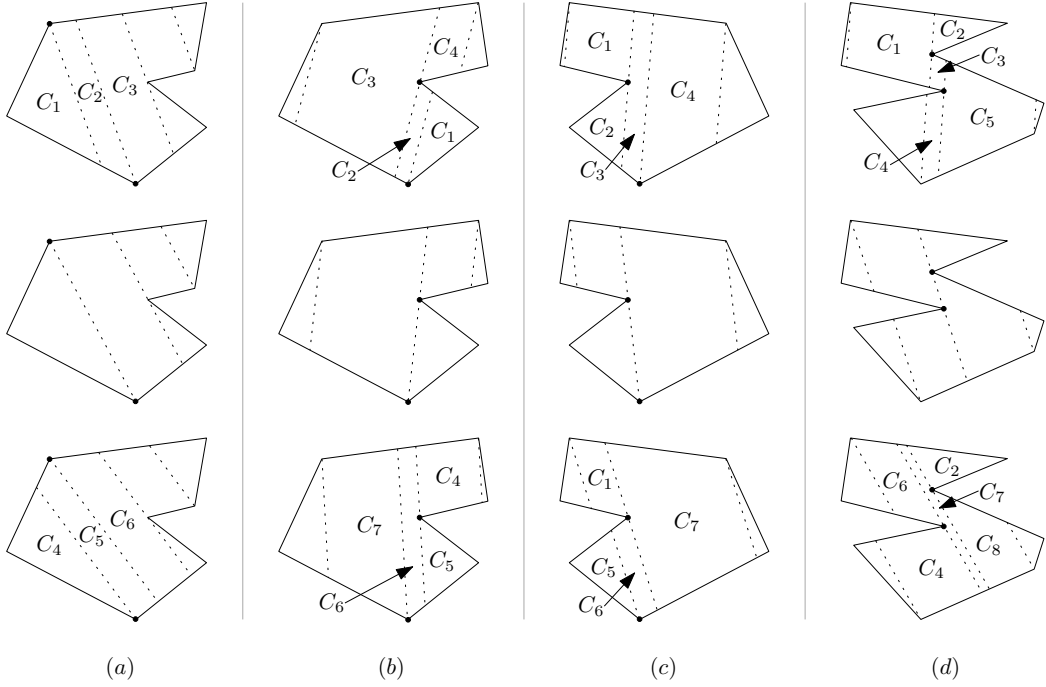 C₁ C₂ C₃
C₃ C₄ C₁ C₂
C₁ C₄ C₂ C₃
C₁ C₂ C₃ C₅ C₄
C₄ C₅ C₆
C₄ C₇ C₅ C₆
C₁ C₇ C₅ C₆
C₆ C₂ C₇ C₈ C₄
(a) (b) (c) (d)